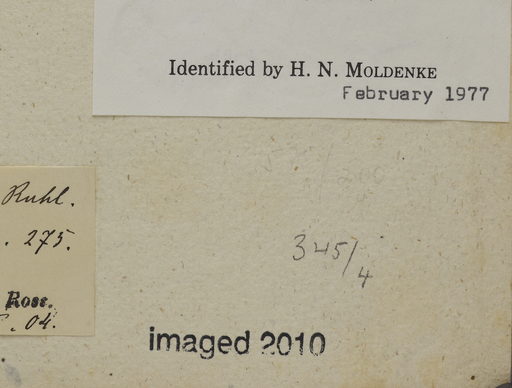 Identified by H. N. MOLDENKE
February 1977
Ruhl.
. 275.
345/4
Rose.
.04.
imaged 2010